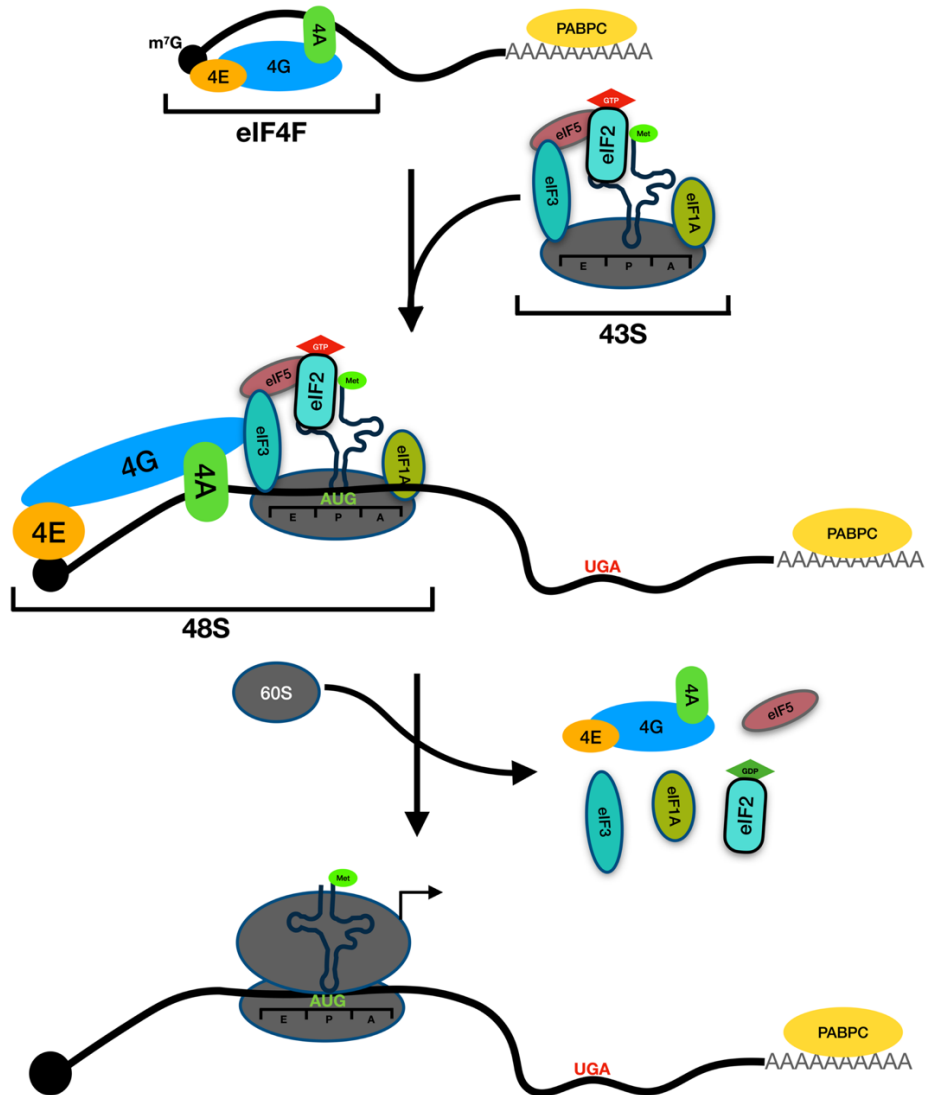 PABPC
m⁷G
4A
4E
4G
AAAAAAAAAA
eIF4F
GTP
eIF5
eIF2
Met
eIF3
eIF1A
E P A
43S
GTP
eIF5
eIF2
Met
4G
eIF3
4A
eIF1A
AUG
E P A
4E
PABPC
AAAAAAAAAA
UGA
48S
60S
4A
4G
4E
eIF5
GDP
eIF3
eIF1A
eIF2
Met
AUG
E P A
PABPC
AAAAAAAAAA
UGA